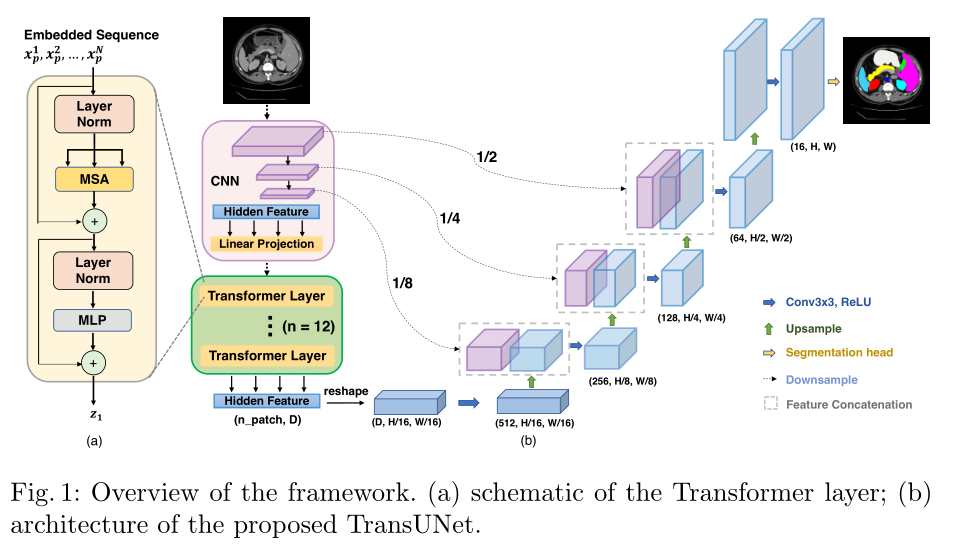 Embedded Sequence
x_p^1, x_p^2, ..., x_p^N
Layer
Norm
MSA
+
Layer
Norm
MLP
+
z_1
(a)
CNN
Hidden Feature
Linear Projection
Transformer Layer
(n = 12)
Transformer Layer
Hidden Feature
(n_patch, D)
reshape
(D, H/16, W/16)
(512, H/16, W/16)
(b)
1/2
1/4
1/8
(256, H/8, W/8)
(128, H/4, W/4)
(64, H/2, W/2)
(16, H, W)
Conv3x3, ReLU
Upsample
Segmentation head
Downsample
Feature Concatenation
Fig. 1: Overview of the framework. (a) schematic of the Transformer layer; (b)
architecture of the proposed TransUNet.